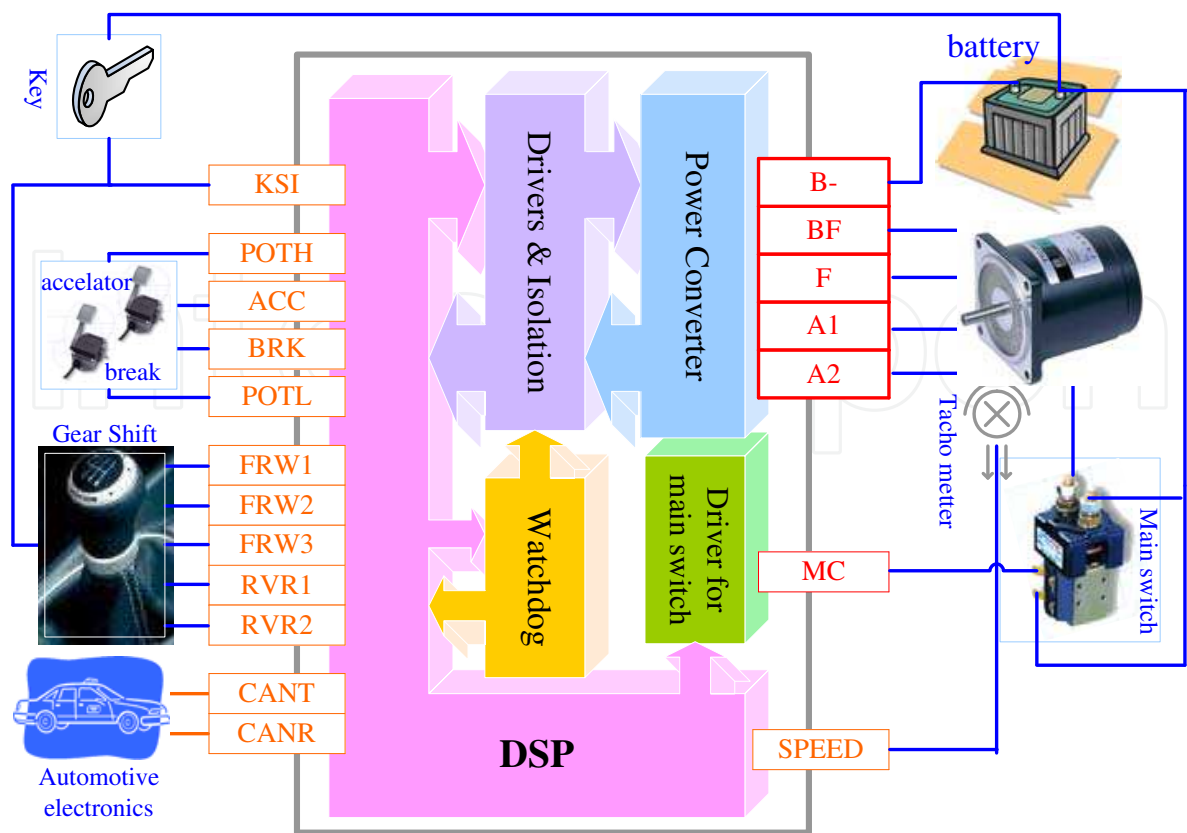 battery
Key
KSI
POTH
accelator
ACC
BRK
break
POTL
Gear Shift
FRW1
FRW2
FRW3
RVR1
RVR2
CANT
CANR
Automotive
electronics
Drivers & Isolation
Power Converter
Watchdog
Driver for
main switch
DSP
B-
BF
F
A1
A2
MC
SPEED
Tacho metter
Main switch